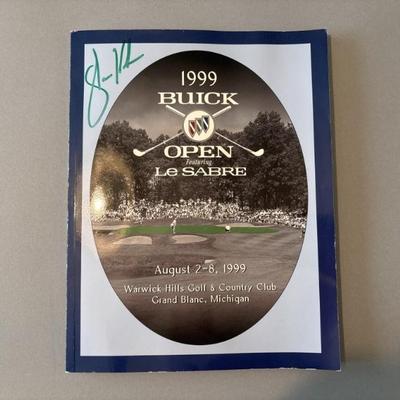 1999
BUICK
OPEN
Featuring
LE SABRE
August 2-8, 1999
Warwick Hills Golf & Country Club
Grand Blanc, Michigan